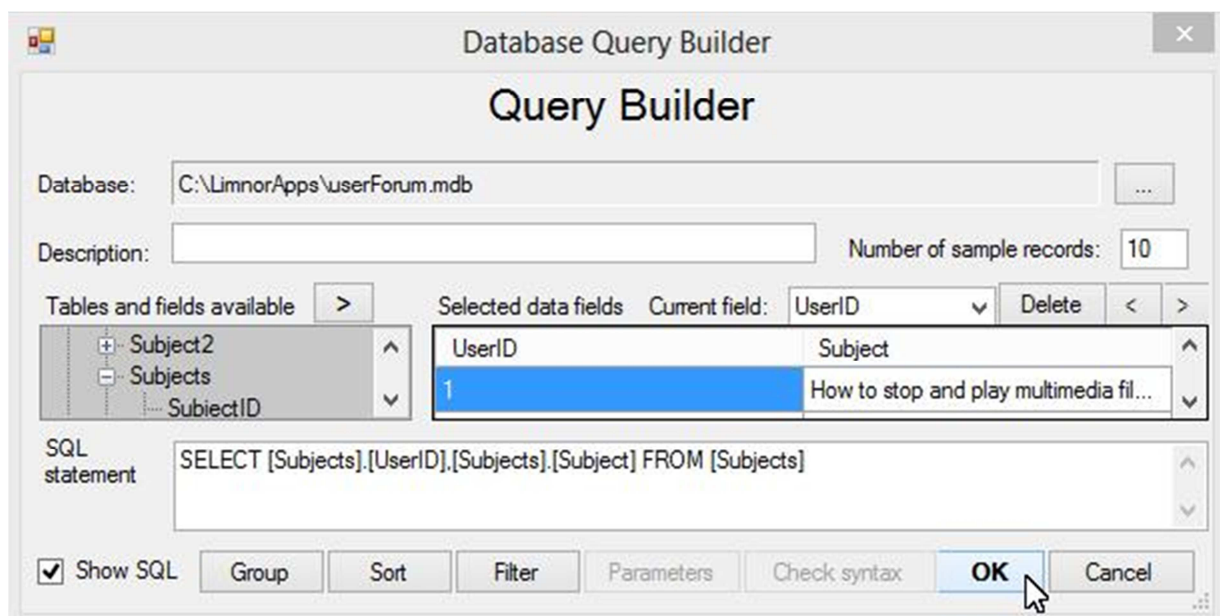 Database Query Builder
Query Builder
Database: C:\LimnorApps\userForum.mdb ...
Description: Number of sample records: 10
Tables and fields available > Selected data fields Current field: UserID Delete < >
Subject2 UserID Subject
Subjects
SubjectID 1 How to stop and play multimedia fil...
SQL
statement SELECT [Subjects].[UserID],[Subjects].[Subject] FROM [Subjects]
Show SQL Group Sort Filter Parameters Check syntax OK Cancel